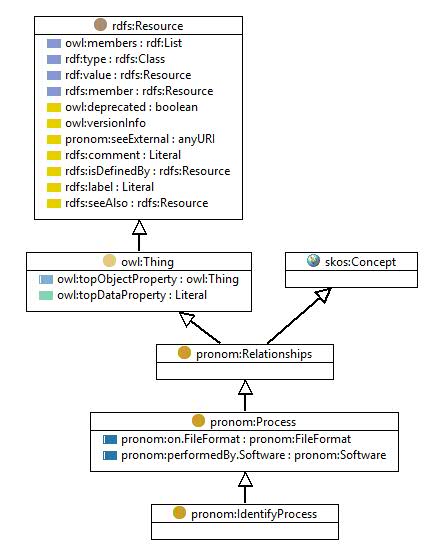 rdfs:Resource
owl:members : rdf:List
rdf:type : rdfs:Class
rdf:value : rdfs:Resource
rdfs:member : rdfs:Resource
owl:deprecated : boolean
owl:versionInfo
pronom:seeExternal : anyURI
rdfs:comment : Literal
rdfs:isDefinedBy : rdfs:Resource
rdfs:label : Literal
rdfs:seeAlso : rdfs:Resource
owl:Thing
owl:topObjectProperty : owl:Thing
owl:topDataProperty : Literal
skos:Concept
pronom:Relationships
pronom:Process
pronom:on.FileFormat : pronom:FileFormat
pronom:performedBy.Software : pronom:Software
pronom:IdentifyProcess